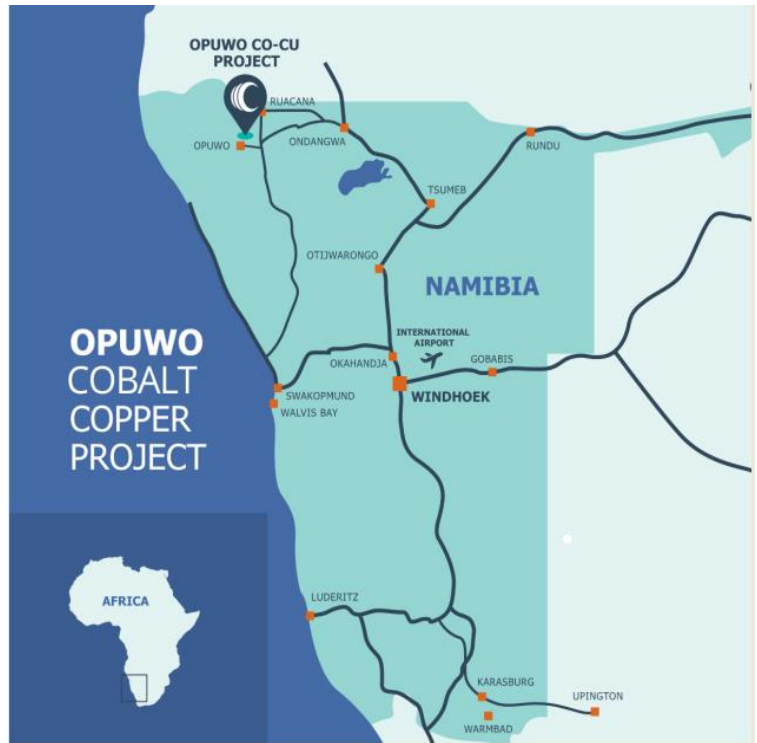 OPUWO CO-CU
PROJECT
RUACANA
OPUWO
ONDANGWA
RUNDU
TSUMEB
OTIJWARONGO
NAMIBIA
INTERNATIONAL
AIRPORT
OKAHANDJA
GOBABIS
WINDHOEK
SWAKOPMUND
WALVIS BAY
OPUWO
COBALT
COPPER
PROJECT
AFRICA
LUDERITZ
KARASBURG
UPINGTON
WARMBAD